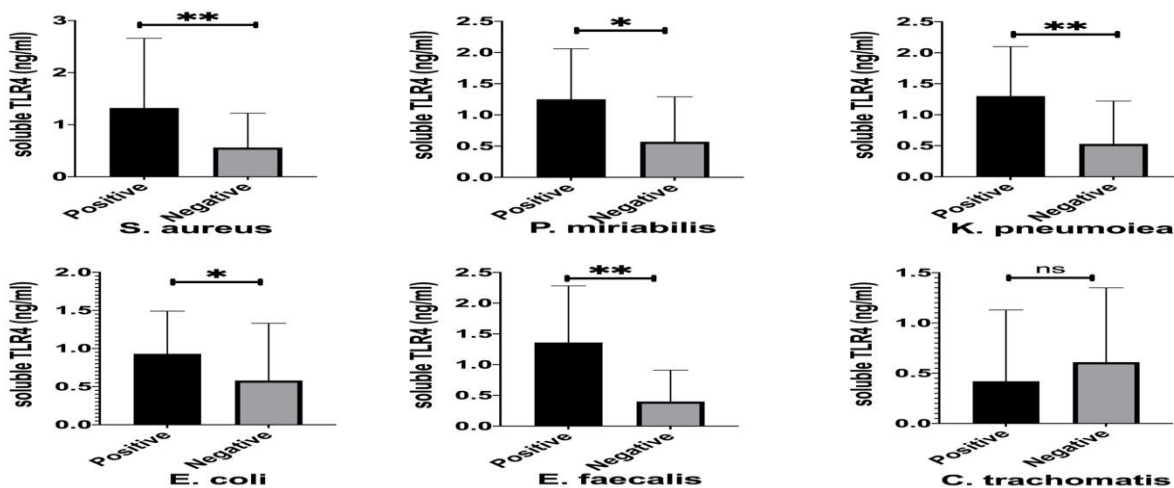 **
soluble TLR4 (ng/ml)
3
2
1
0
Positive
Negative
S. aureus
*
soluble TLR4 (ng/ml)
2.5
2.0
1.5
1.0
0.5
0.0
Positive
Negative
P. miriabilis
**
soluble TLR4 (ng/ml)
2.5
2.0
1.5
1.0
0.5
0.0
Positive
Negative
K. pneumoiea
*
soluble TLR4 (ng/ml)
2.0
1.5
1.0
0.5
0.0
Positive
Negative
E. coli
**
soluble TLR4 (ng/ml)
2.5
2.0
1.5
1.0
0.5
0.0
Positive
Negative
E. faecalis
ns
soluble TLR4 (ng/ml)
1.5
1.0
0.5
0.0
Positive
Negative
C. trachomatis